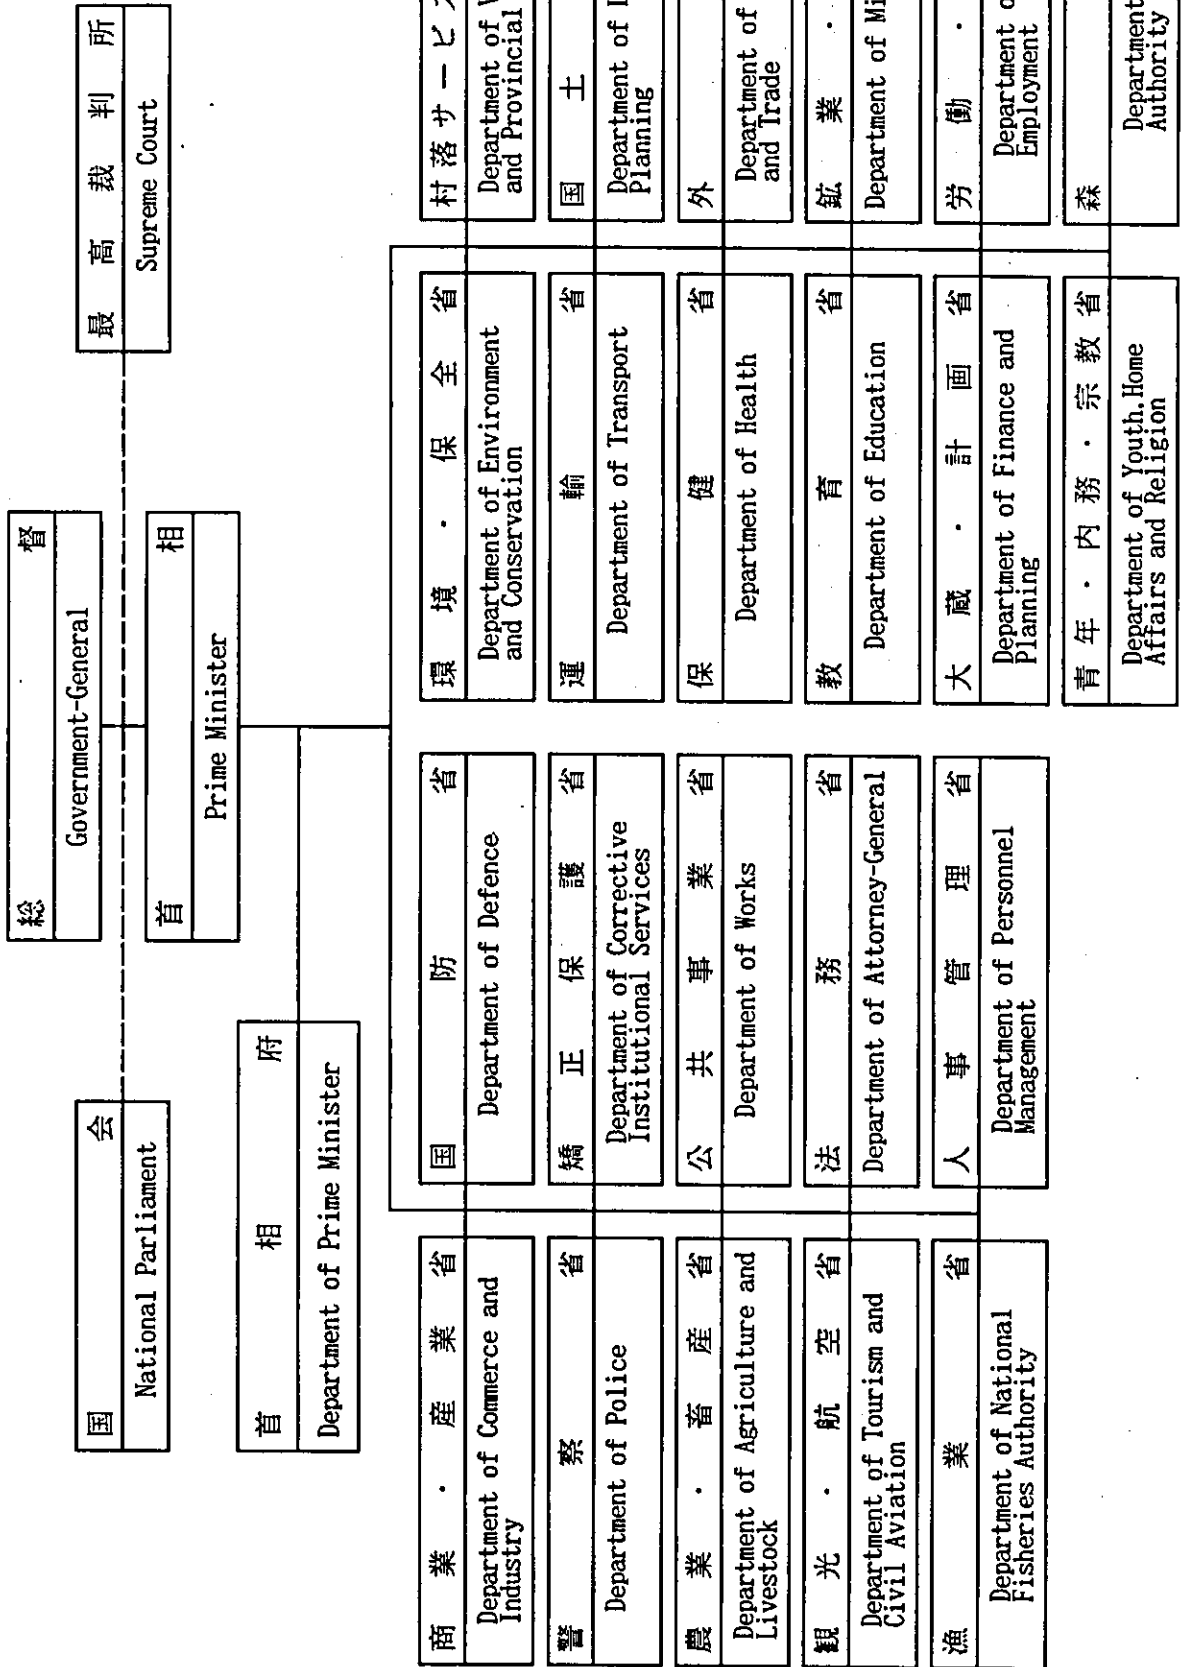 総督
Government-General
国会
National Parliament
最高裁判所
Supreme Court
首相
Prime Minister
首相府
Department of Prime Minister
商業・産業省
Department of Commerce and
Industry
国防省
Department of Defence
環境・保全省
Department of Environment
and Conservation
村落サービス
Department of
and Provincial
警察省
Department of Police
矯正保護省
Department of Corrective
Institutional Services
運輸省
Department of Transport
国土
Department of
Planning
農業・畜産省
Department of Agriculture and
Livestock
公共事業省
Department of Works
保健省
Department of Health
外
Department of
and Trade
観光・航空省
Department of Tourism and
Civil Aviation
法務省
Department of Attorney-General
教育省
Department of Education
鉱業・
Department of Mi
漁業省
Department of National
Fisheries Authority
人事管理省
Department of Personnel
Management
大蔵・計画省
Department of Finance and
Planning
労働・
Department o
Employment
青年・内務・宗教省
Department of Youth.Home
Affairs and Religion
森
Department
Authority